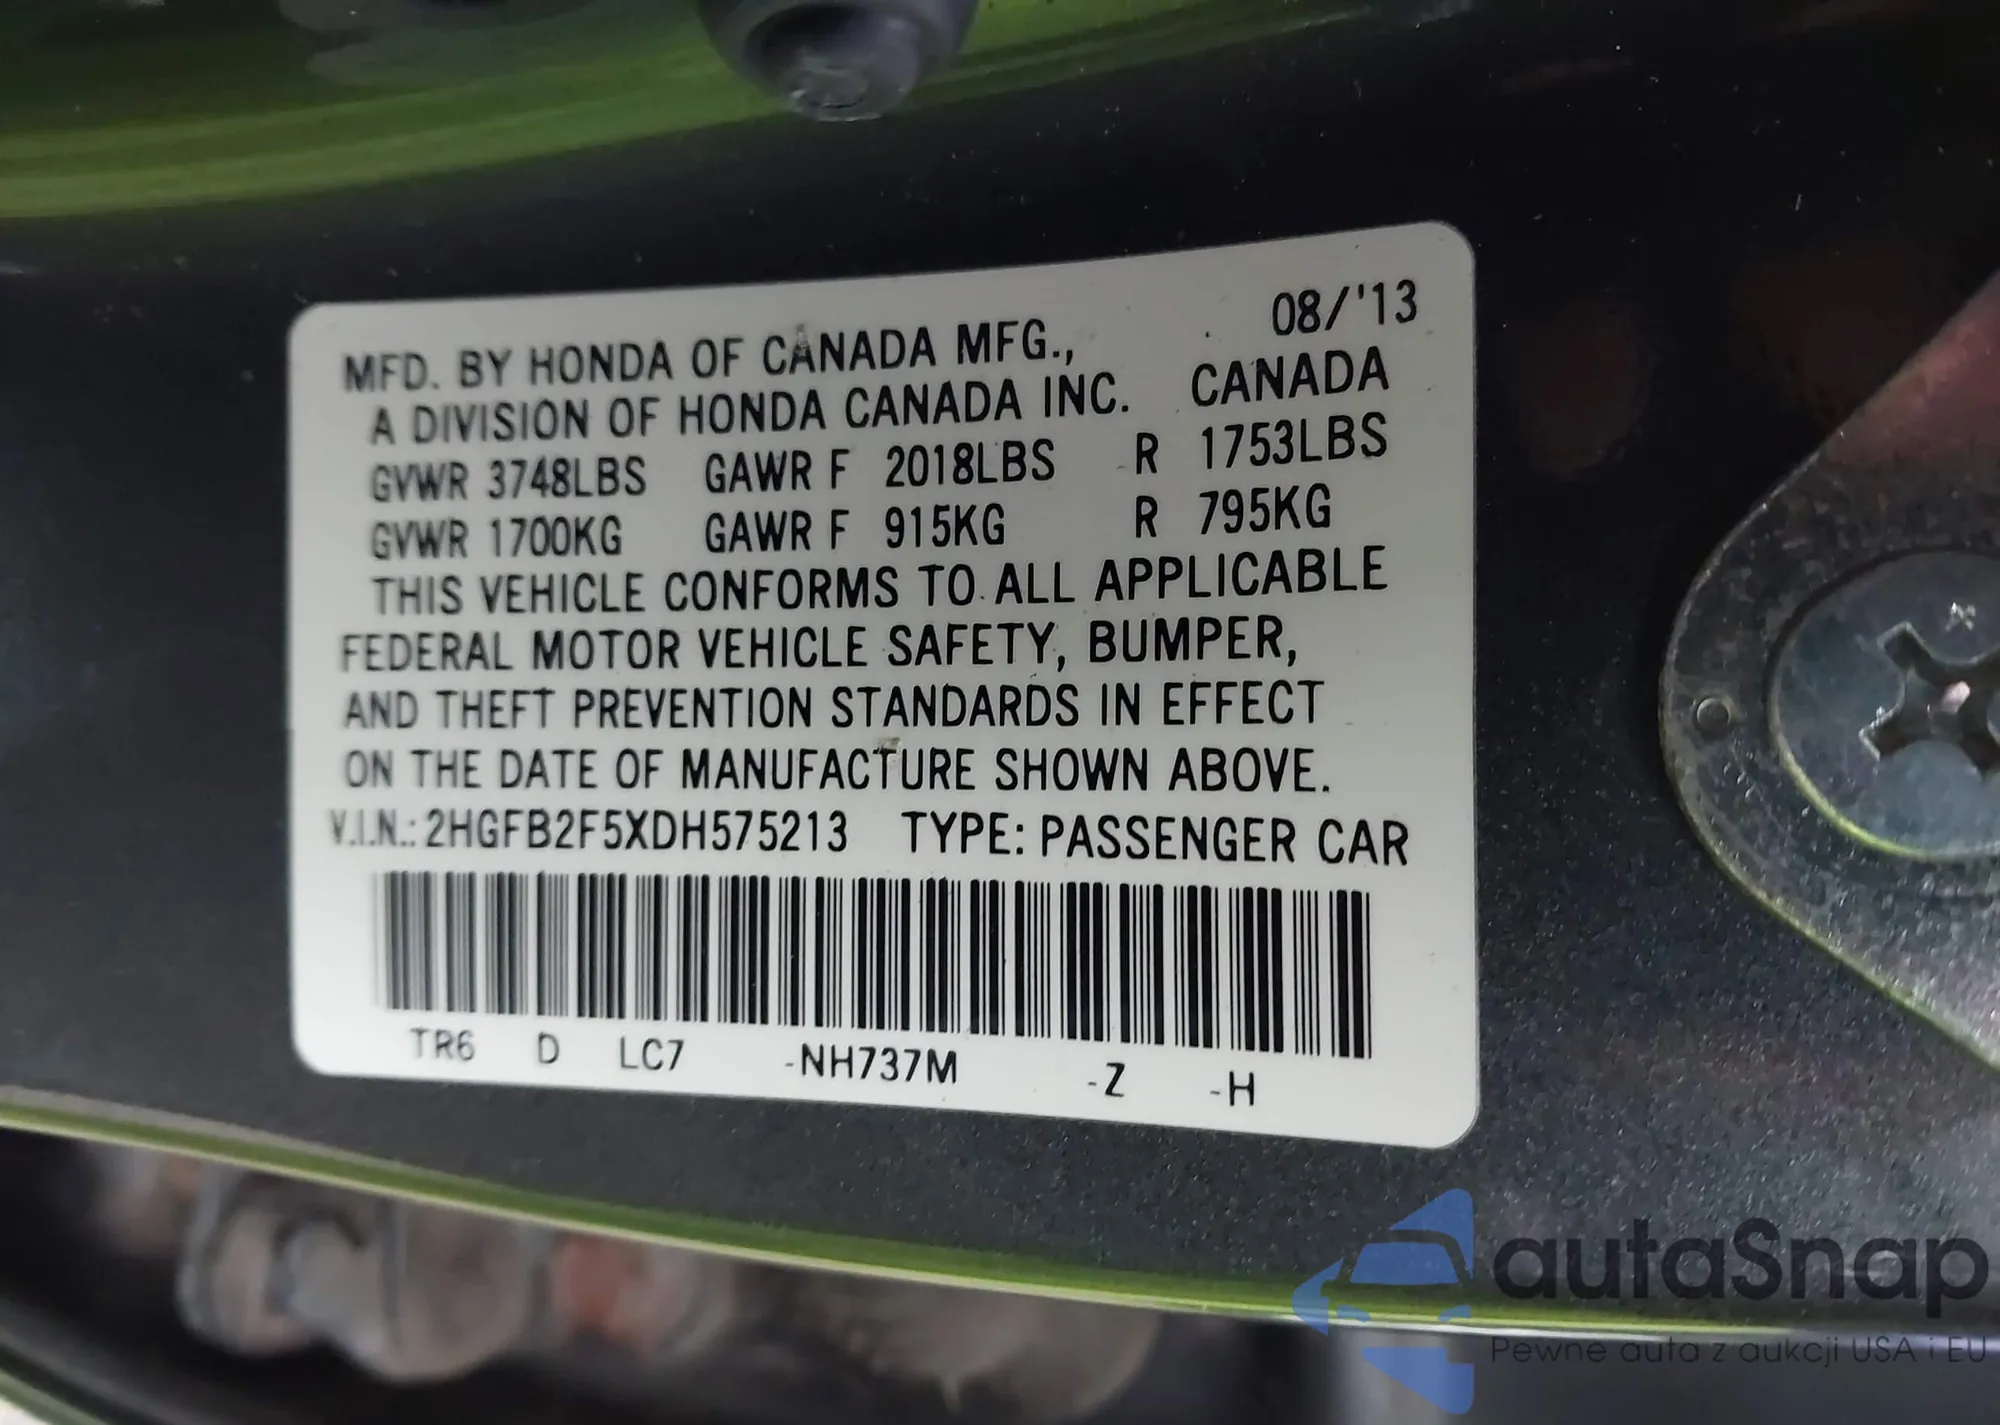 08/'13
MFD. BY HONDA OF CANADA MFG.,
A DIVISION OF HONDA CANADA INC. CANADA
GVWR 3748LBS GAWR F 2018LBS R 1753LBS
GVWR 1700KG GAWR F 915KG R 795KG
THIS VEHICLE CONFORMS TO ALL APPLICABLE
FEDERAL MOTOR VEHICLE SAFETY, BUMPER,
AND THEFT PREVENTION STANDARDS IN EFFECT
ON THE DATE OF MANUFACTURE SHOWN ABOVE.
V.I.N.: 2HGFB2F5XDH575213 TYPE: PASSENGER CAR
TR6 D LC7 -NH737M -Z -H
autaSnap
Pewne auta z aukcji USA i EU